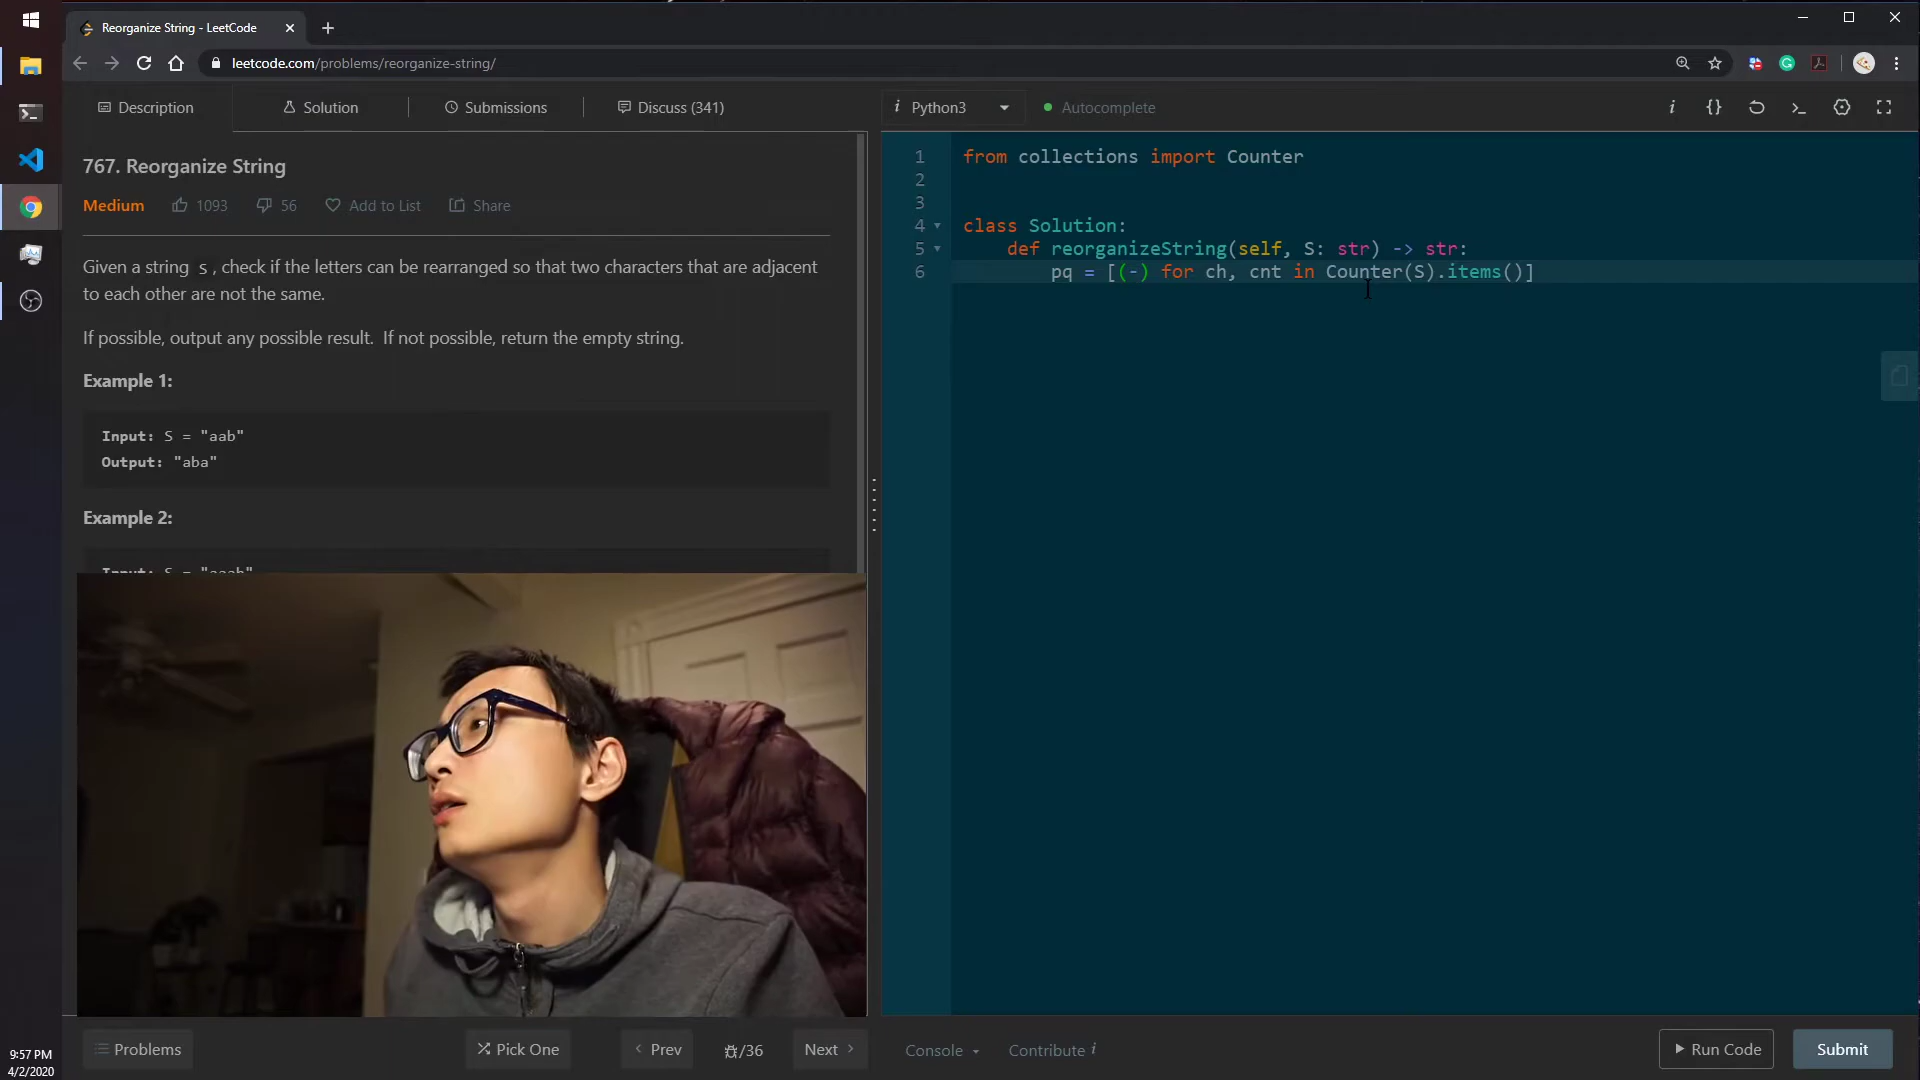 Reorganize String - LeetCode
leetcode.com/problems/reorganize-string/
Description
Solution
Submissions
Discuss (341)
Python3
Autocomplete
767. Reorganize String
Medium
1093
56
Add to List
Share
Given a string S, check if the letters can be rearranged so that two characters that are adjacent
to each other are not the same.
If possible, output any possible result. If not possible, return the empty string.
Example 1:
Input: S = "aab"
Output: "aba"
Example 2:
Input: S = "aaab"
1 from collections import Counter
2
3
4 class Solution:
5 def reorganizeString(self, S: str) -> str:
6 pq = [(-) for ch, cnt in Counter(S).items()]
Problems
Pick One
Prev
/36
Next
Console
Contribute
Run Code
Submit
9:57 PM
4/2/2020